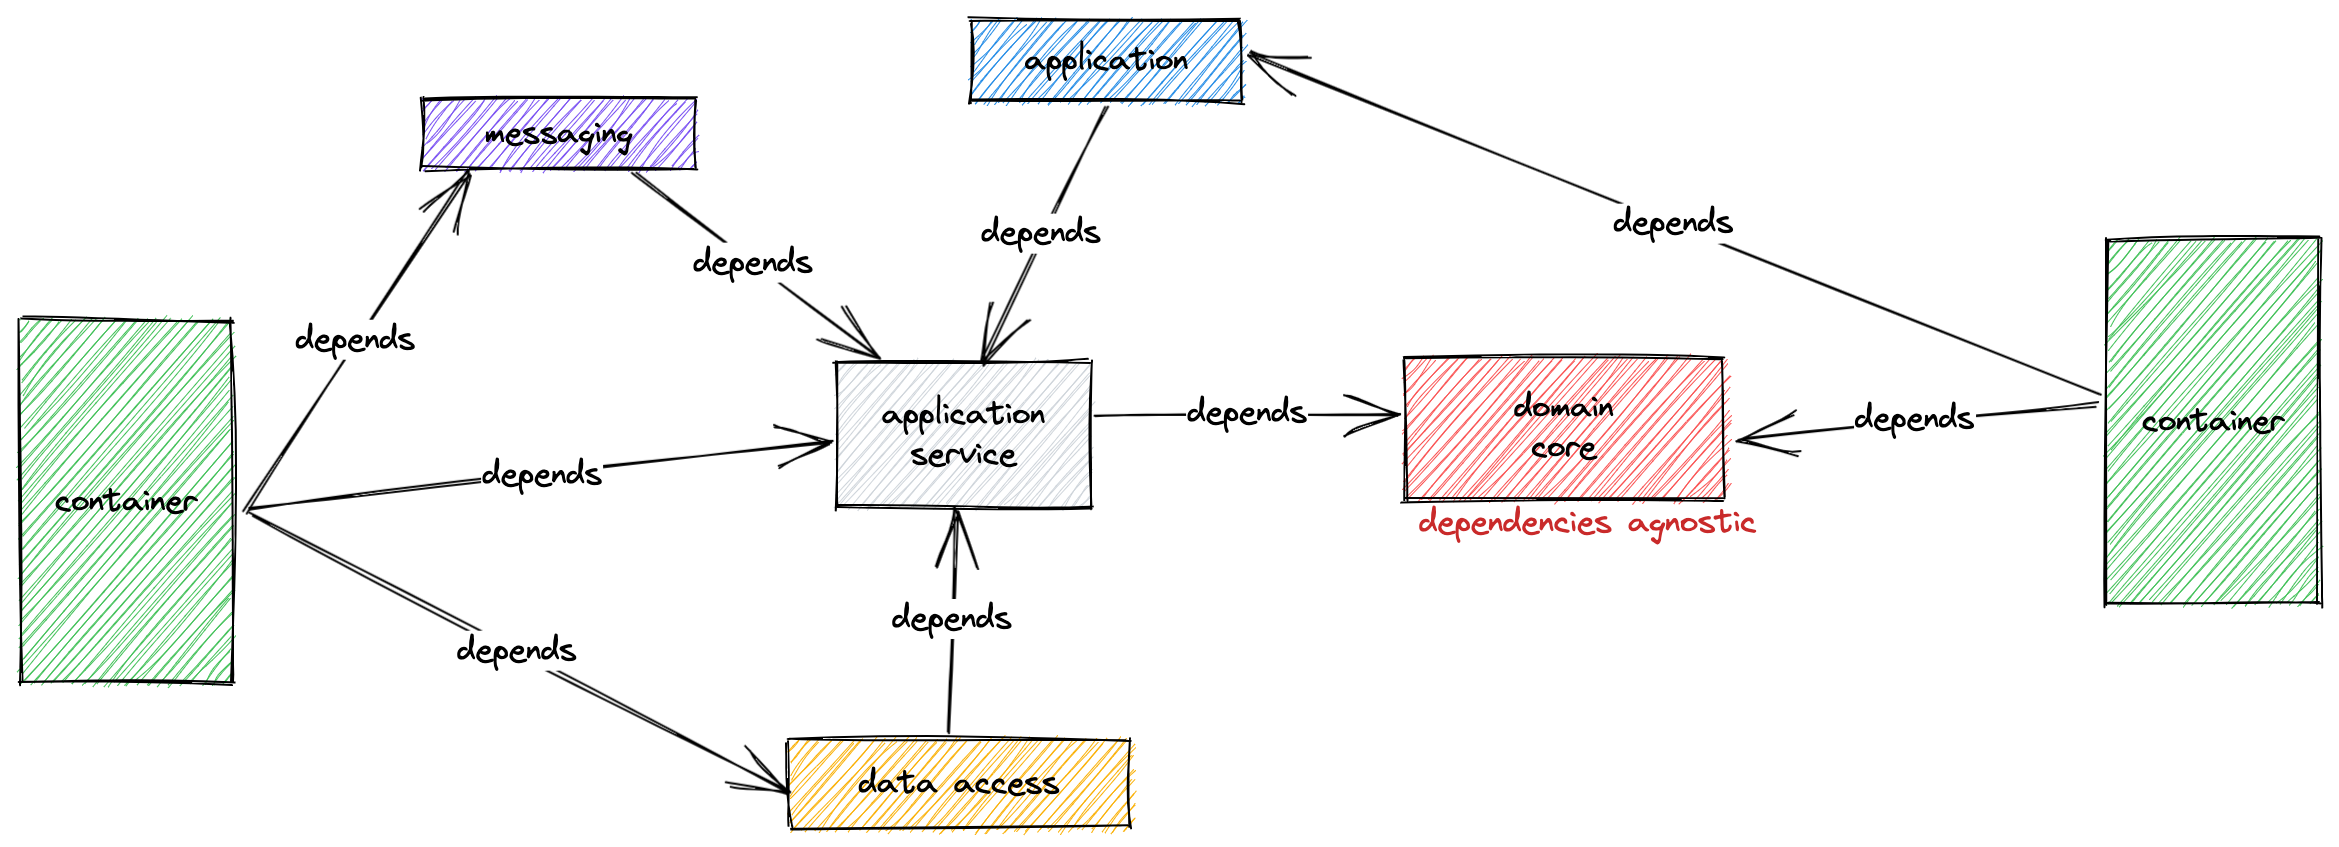 application
messaging
depends
depends
depends
depends
container
depends
application
service
depends
domain
core
dependencies agnostic
depends
container
depends
depends
depends
data access